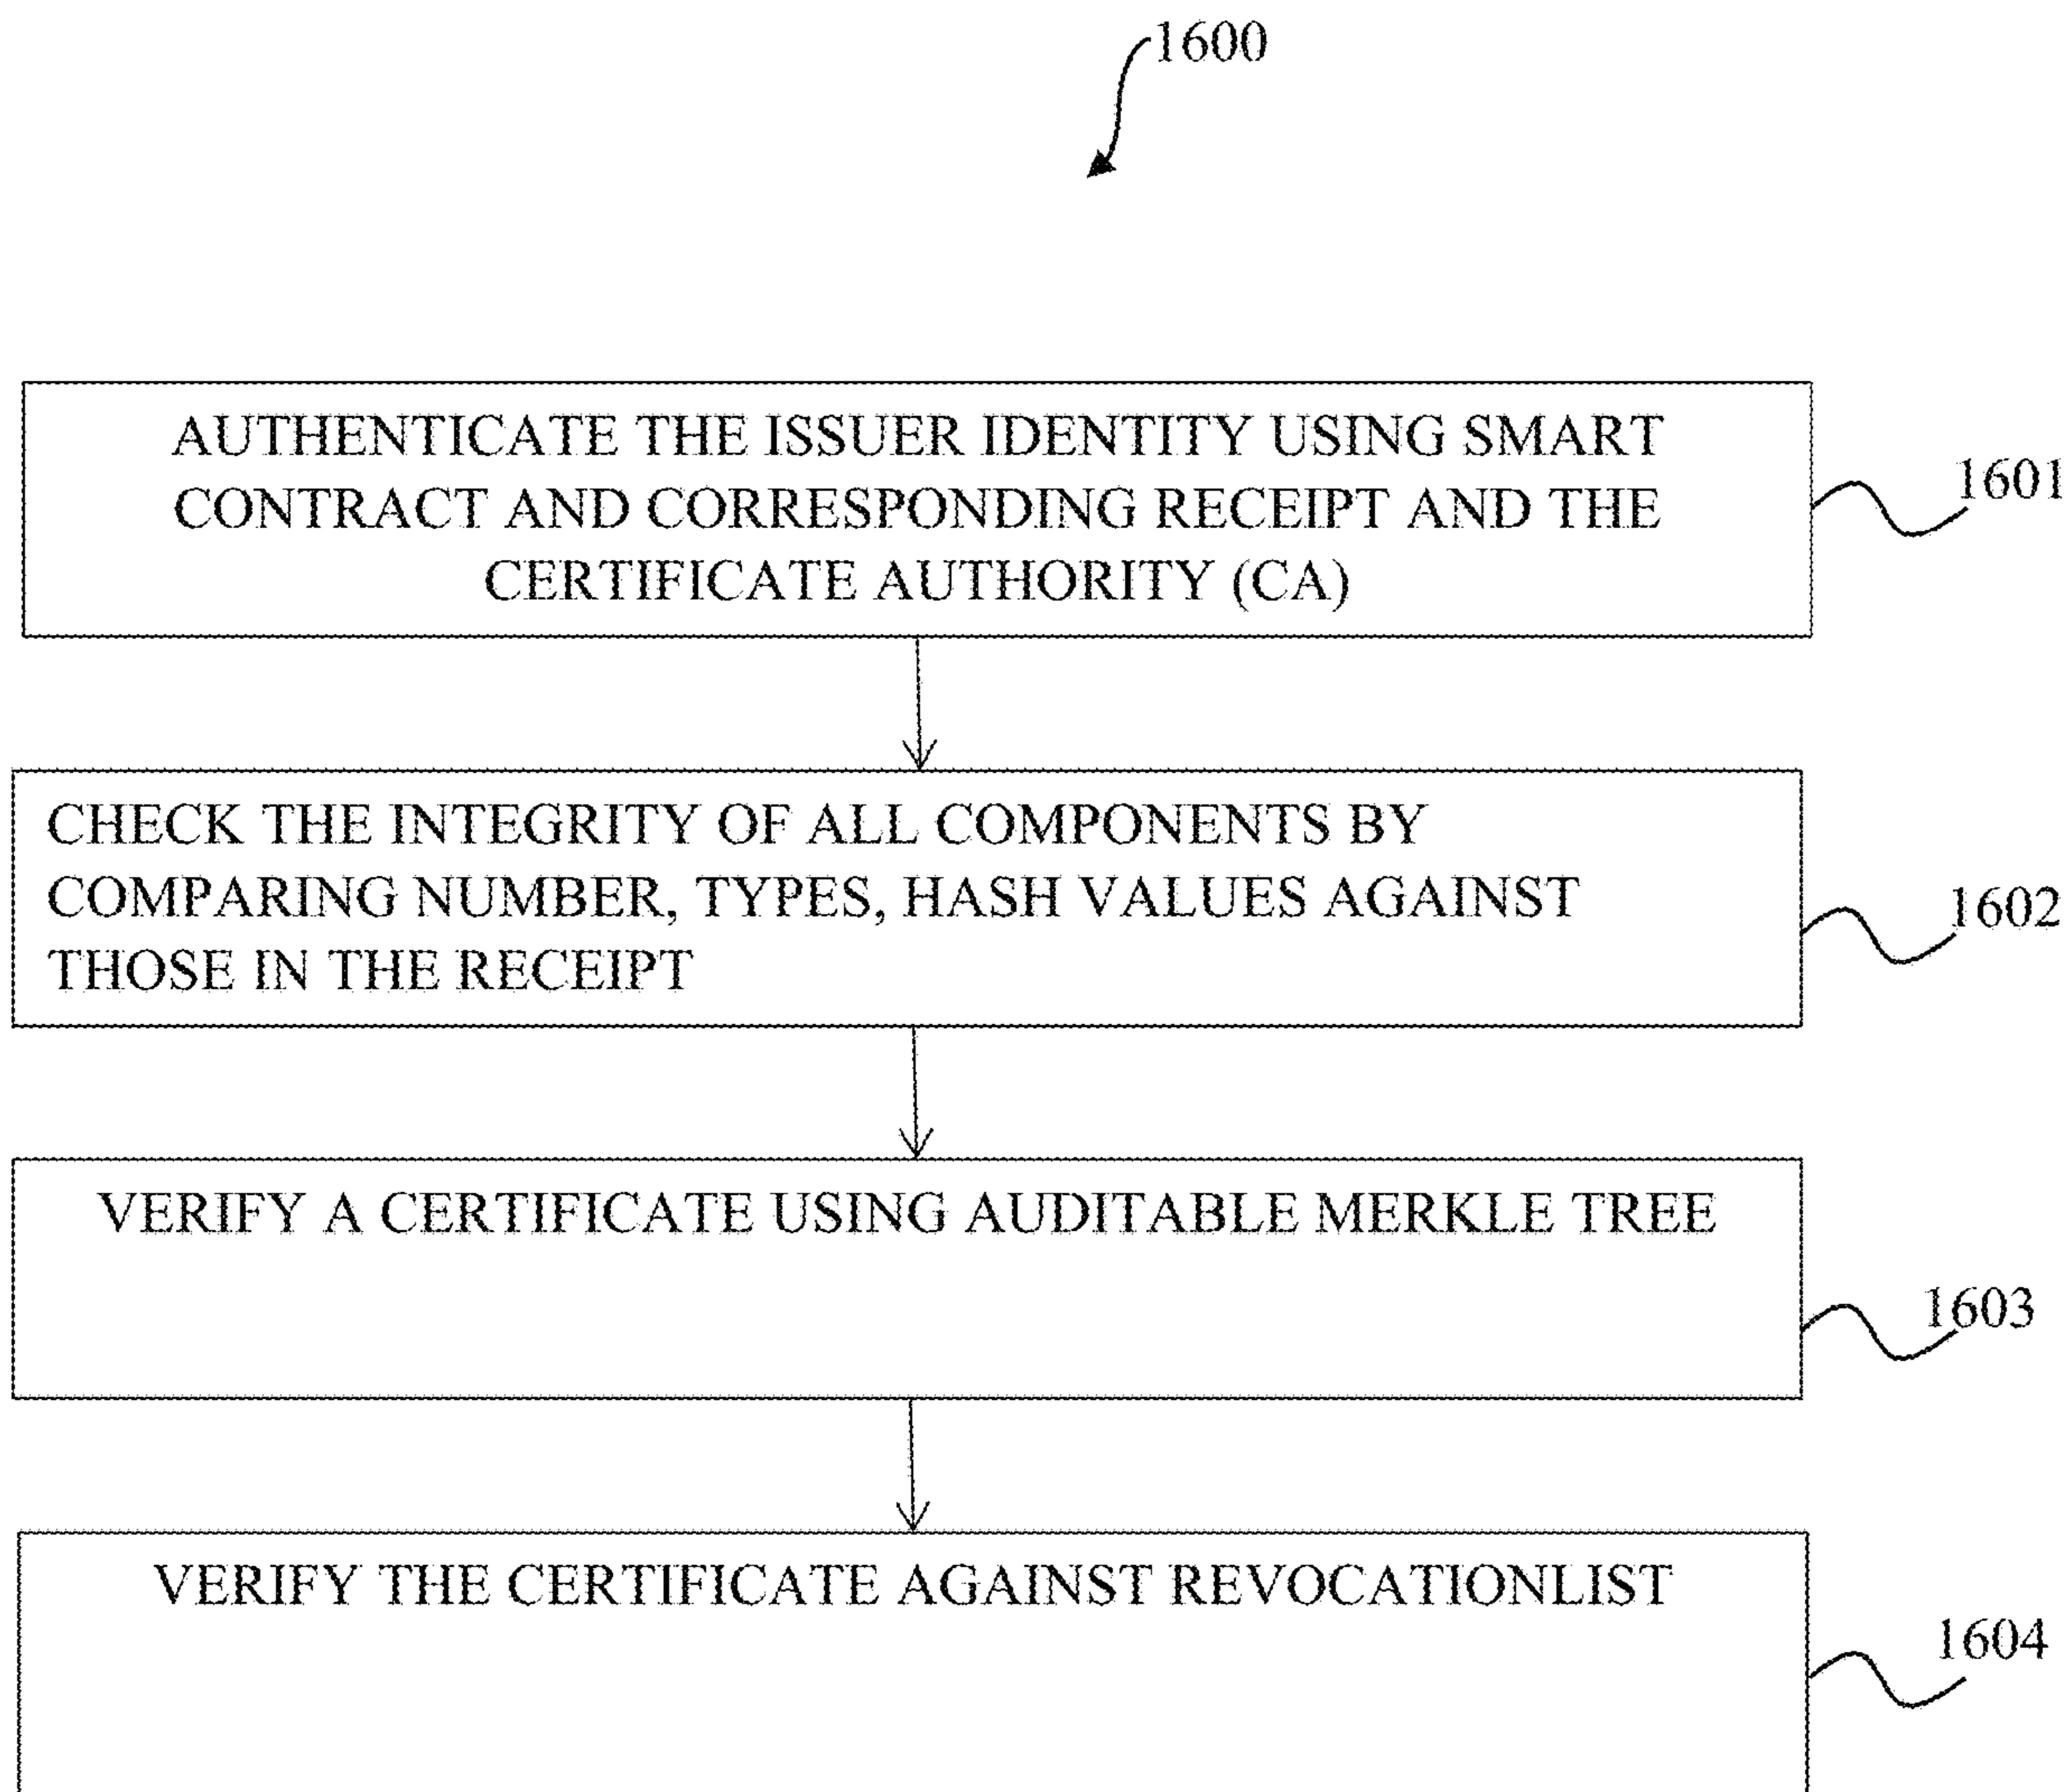 1600
AUTHENTICATE THE ISSUER IDENTITY USING SMART
CONTRACT AND CORRESPONDING RECEIPT AND THE
CERTIFICATE AUTHORITY (CA)
1601
CHECK THE INTEGRITY OF ALL COMPONENTS BY
COMPARING NUMBER, TYPES, HASH VALUES AGAINST
THOSE IN THE RECEIPT
1602
VERIFY A CERTIFICATE USING AUDITABLE MERKLE TREE
1603
VERIFY THE CERTIFICATE AGAINST REVOCATIONLIST
1604